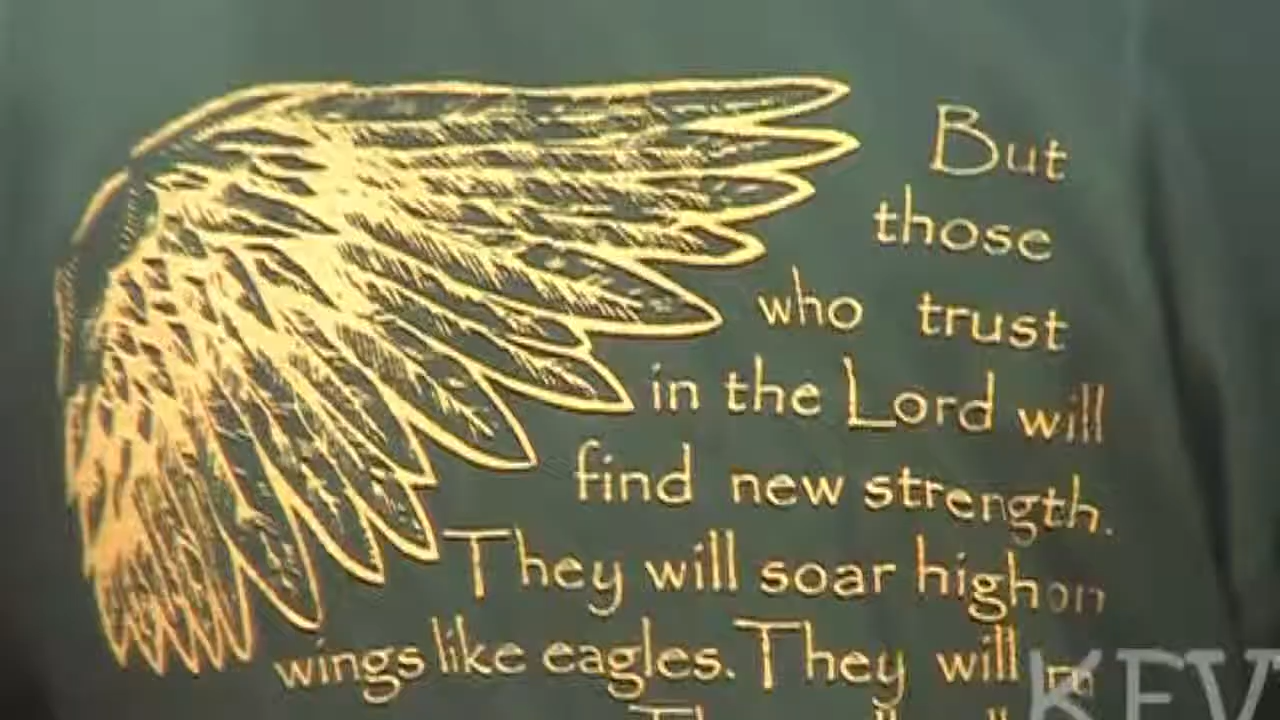 But
those
who trust
in the Lord will
find new strength.
They will soar high on
wings like eagles. They will